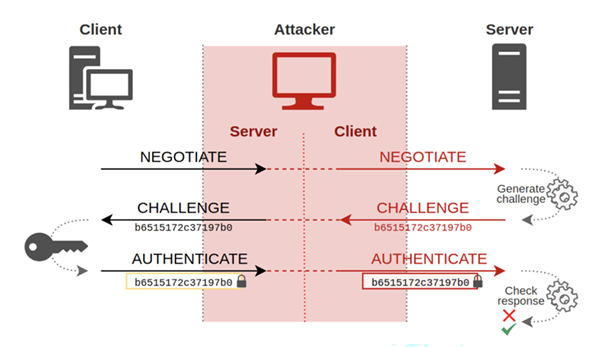 Client
Attacker
Server
Server
Client
NEGOTIATE
NEGOTIATE
Generate
challenge
CHALLENGE
CHALLENGE
b6515172c37197b0
b6515172c37197b0
AUTHENTICATE
AUTHENTICATE
b6515172c37197b0
b6515172c37197b0
Check
response